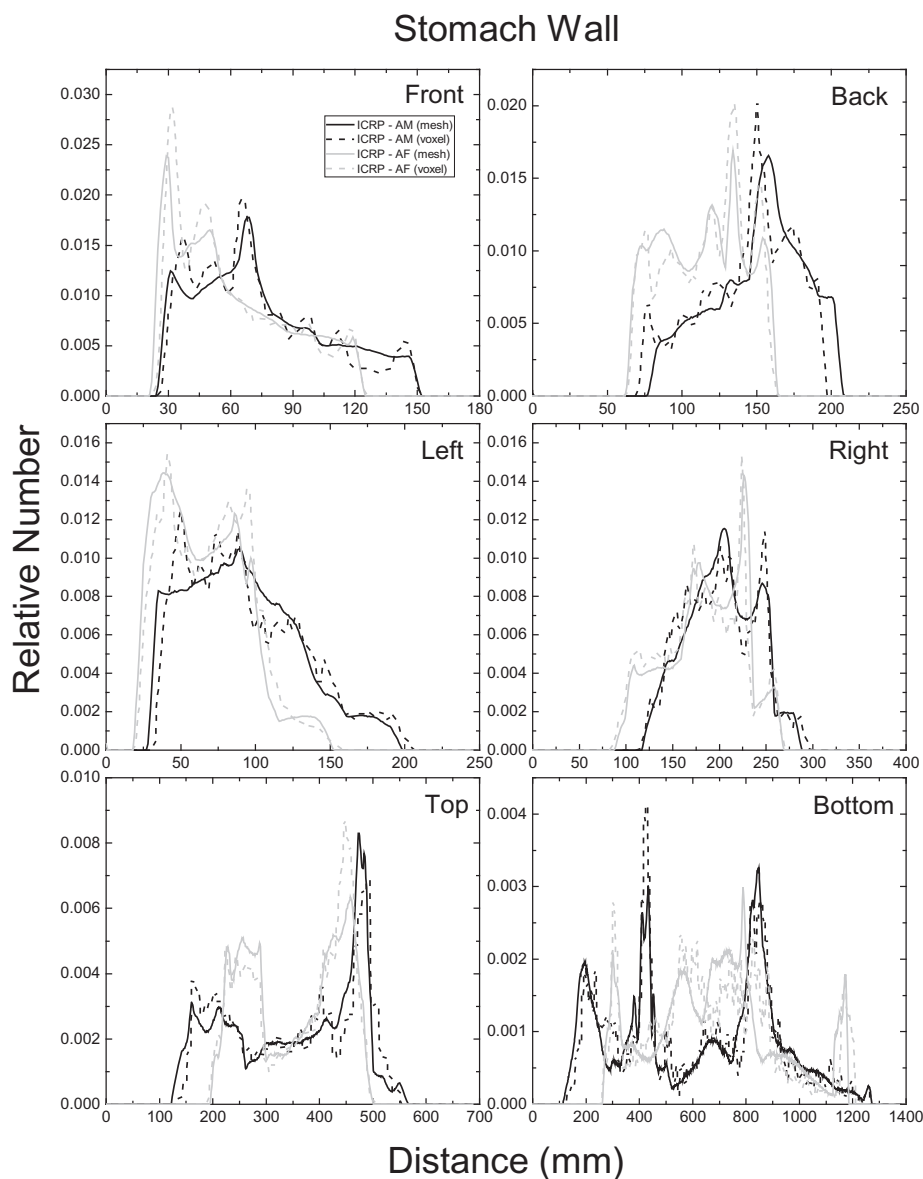 Stomach Wall
Front
ICRP - AM (mesh)
ICRP - AM (voxel)
ICRP - AF (mesh)
ICRP - AF (voxel)
0.030
0.025
0.020
0.015
0.010
0.005
0.000
30 60 90 120 150 180
Back
0.020
0.015
0.010
0.005
0.000
0 50 100 150 200 250
Relative Number
Left
0.016
0.014
0.012
0.010
0.008
0.006
0.004
0.002
0.000
0 50 100 150 200 250
Right
0.016
0.014
0.012
0.010
0.008
0.006
0.004
0.002
0.000
50 100 150 200 250 300 350 400
Top
0.010
0.008
0.006
0.004
0.002
0.000
0 100 200 300 400 500 600 700
Bottom
0.004
0.003
0.002
0.001
0.000
0 200 400 600 800 1000 1200 1400
Distance (mm)